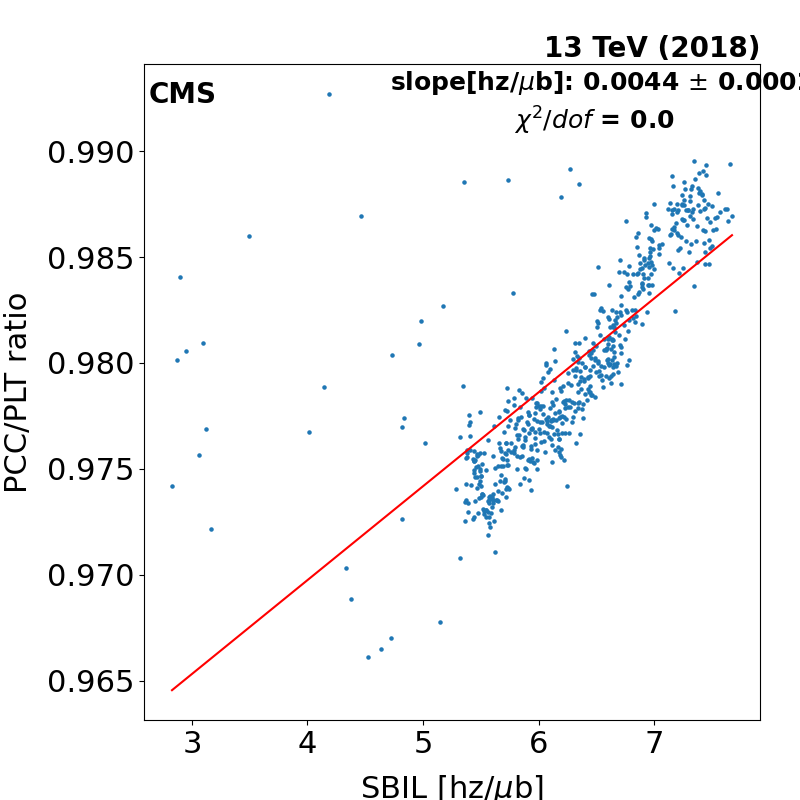 13 TeV (2018)
CMS
slope[hz/μb]: 0.0044 ± 0.000
χ²/dof = 0.0
0.990
0.985
0.980
0.975
0.970
0.965
PCC/PLT ratio
3 4 5 6 7
SBIL [hz/μb]